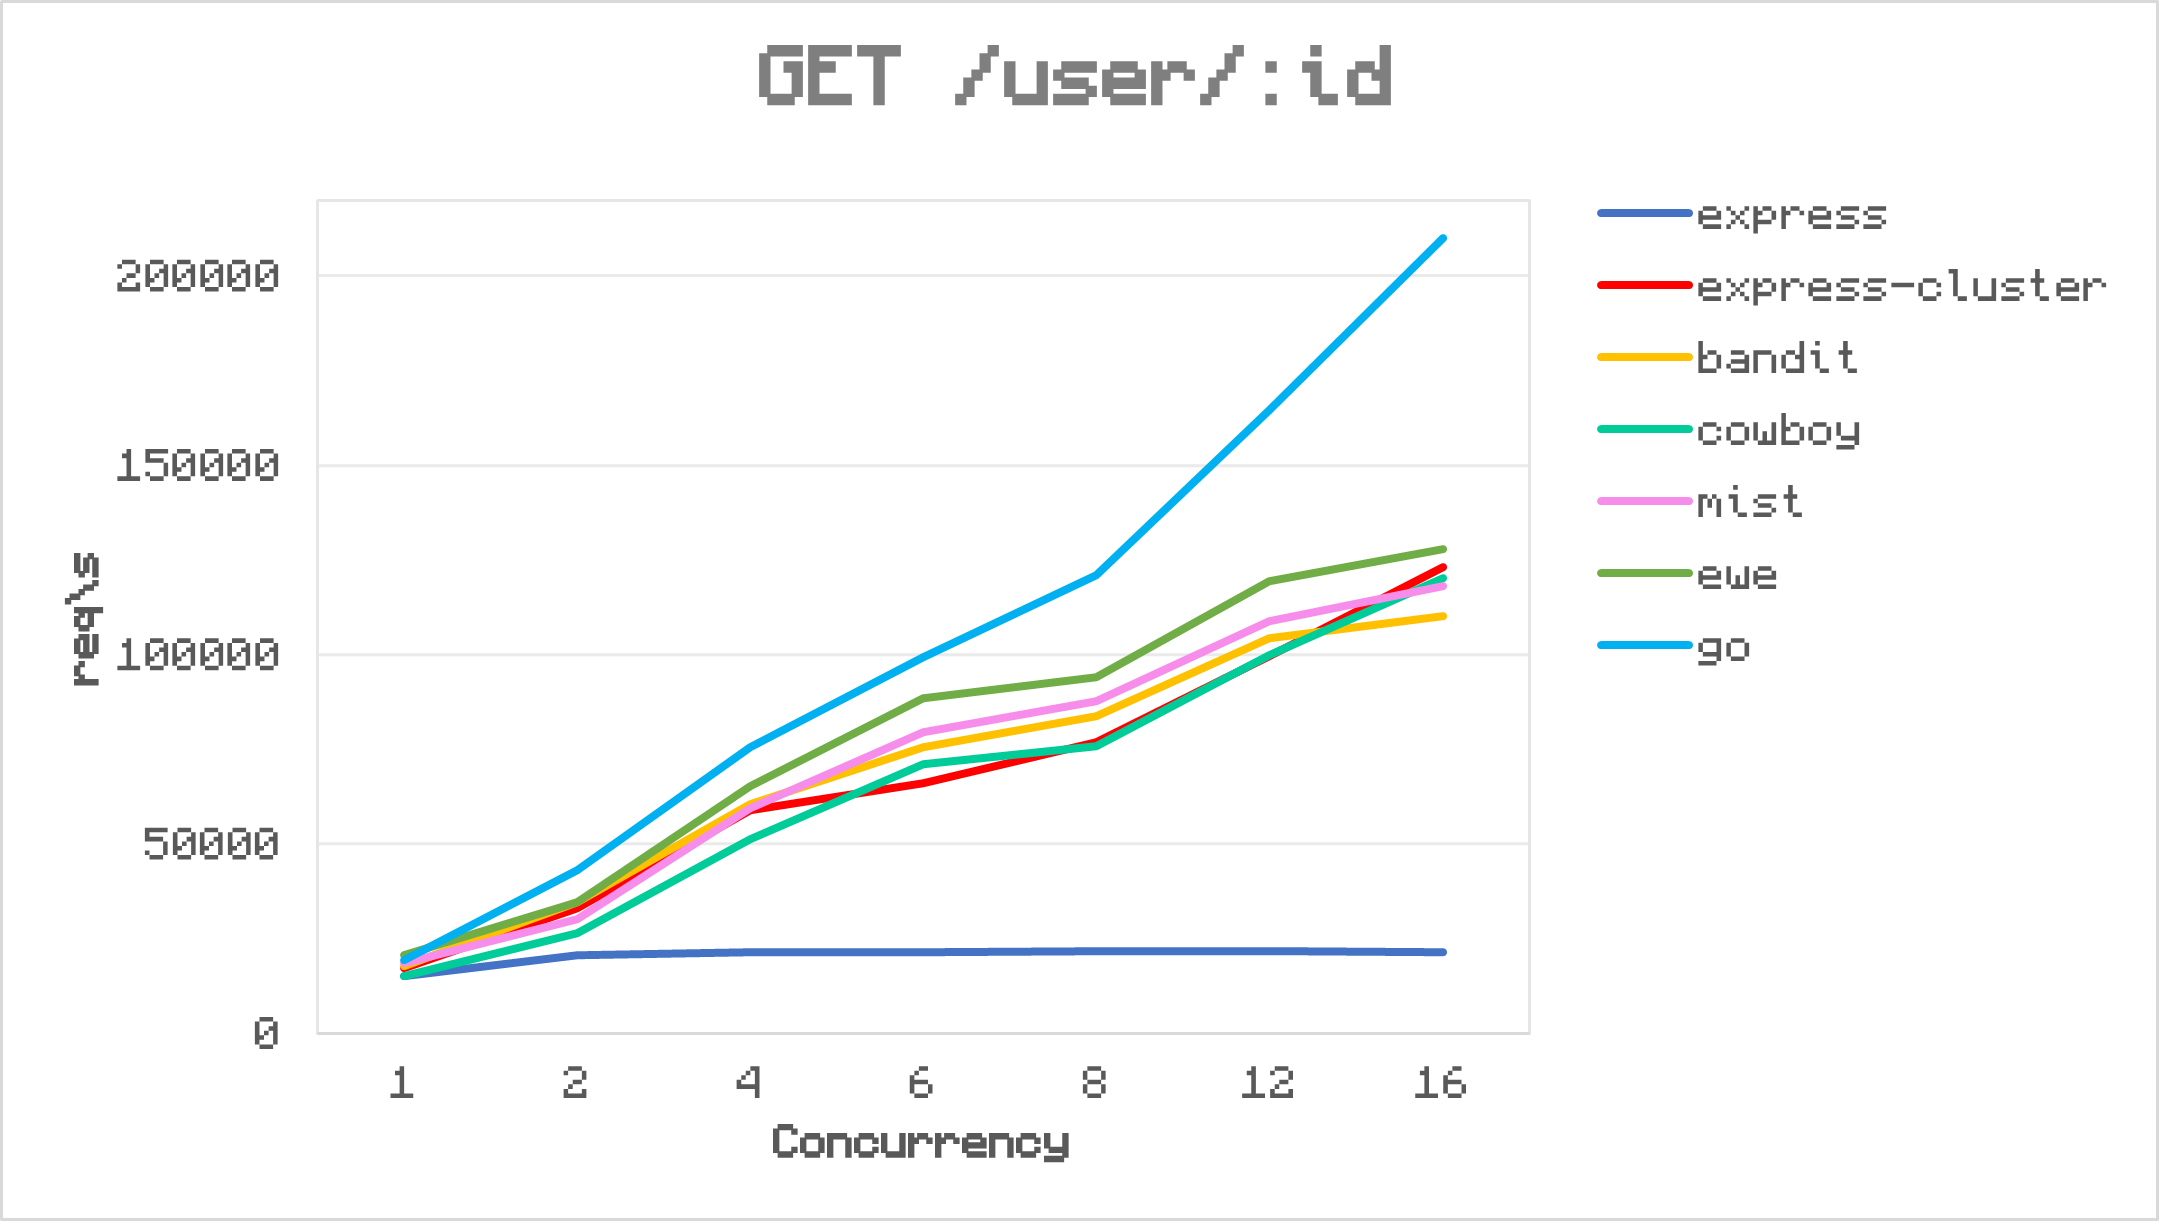 GET /user/:id
express
express-cluster
bandit
cowboy
mist
ewe
go
200000
150000
100000
50000
0
req\s
1 2 4 6 8 12 16
Concurrency